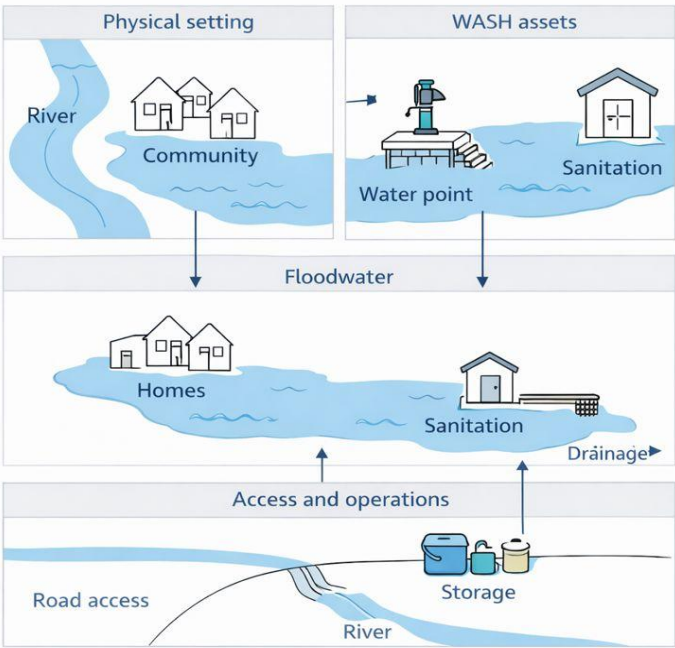 Physical setting
WASH assets
River
Community
Water point
Sanitation
Floodwater
Homes
Sanitation
Dráinage
Access and operations
Road access
Storage
River